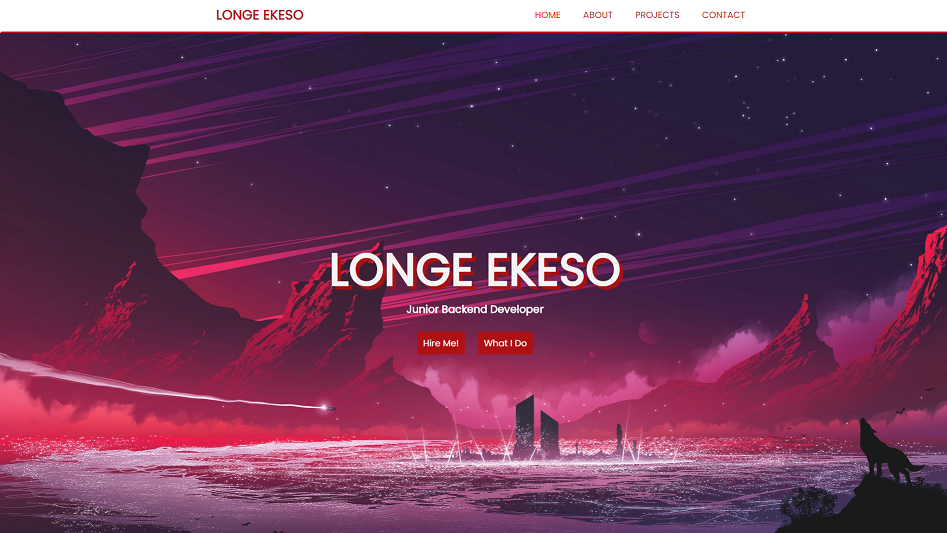 LONGE EKESO
HOME ABOUT PROJECTS CONTACT
LONGE EKESO
Junior Backend Developer
Hire Me! What I Do